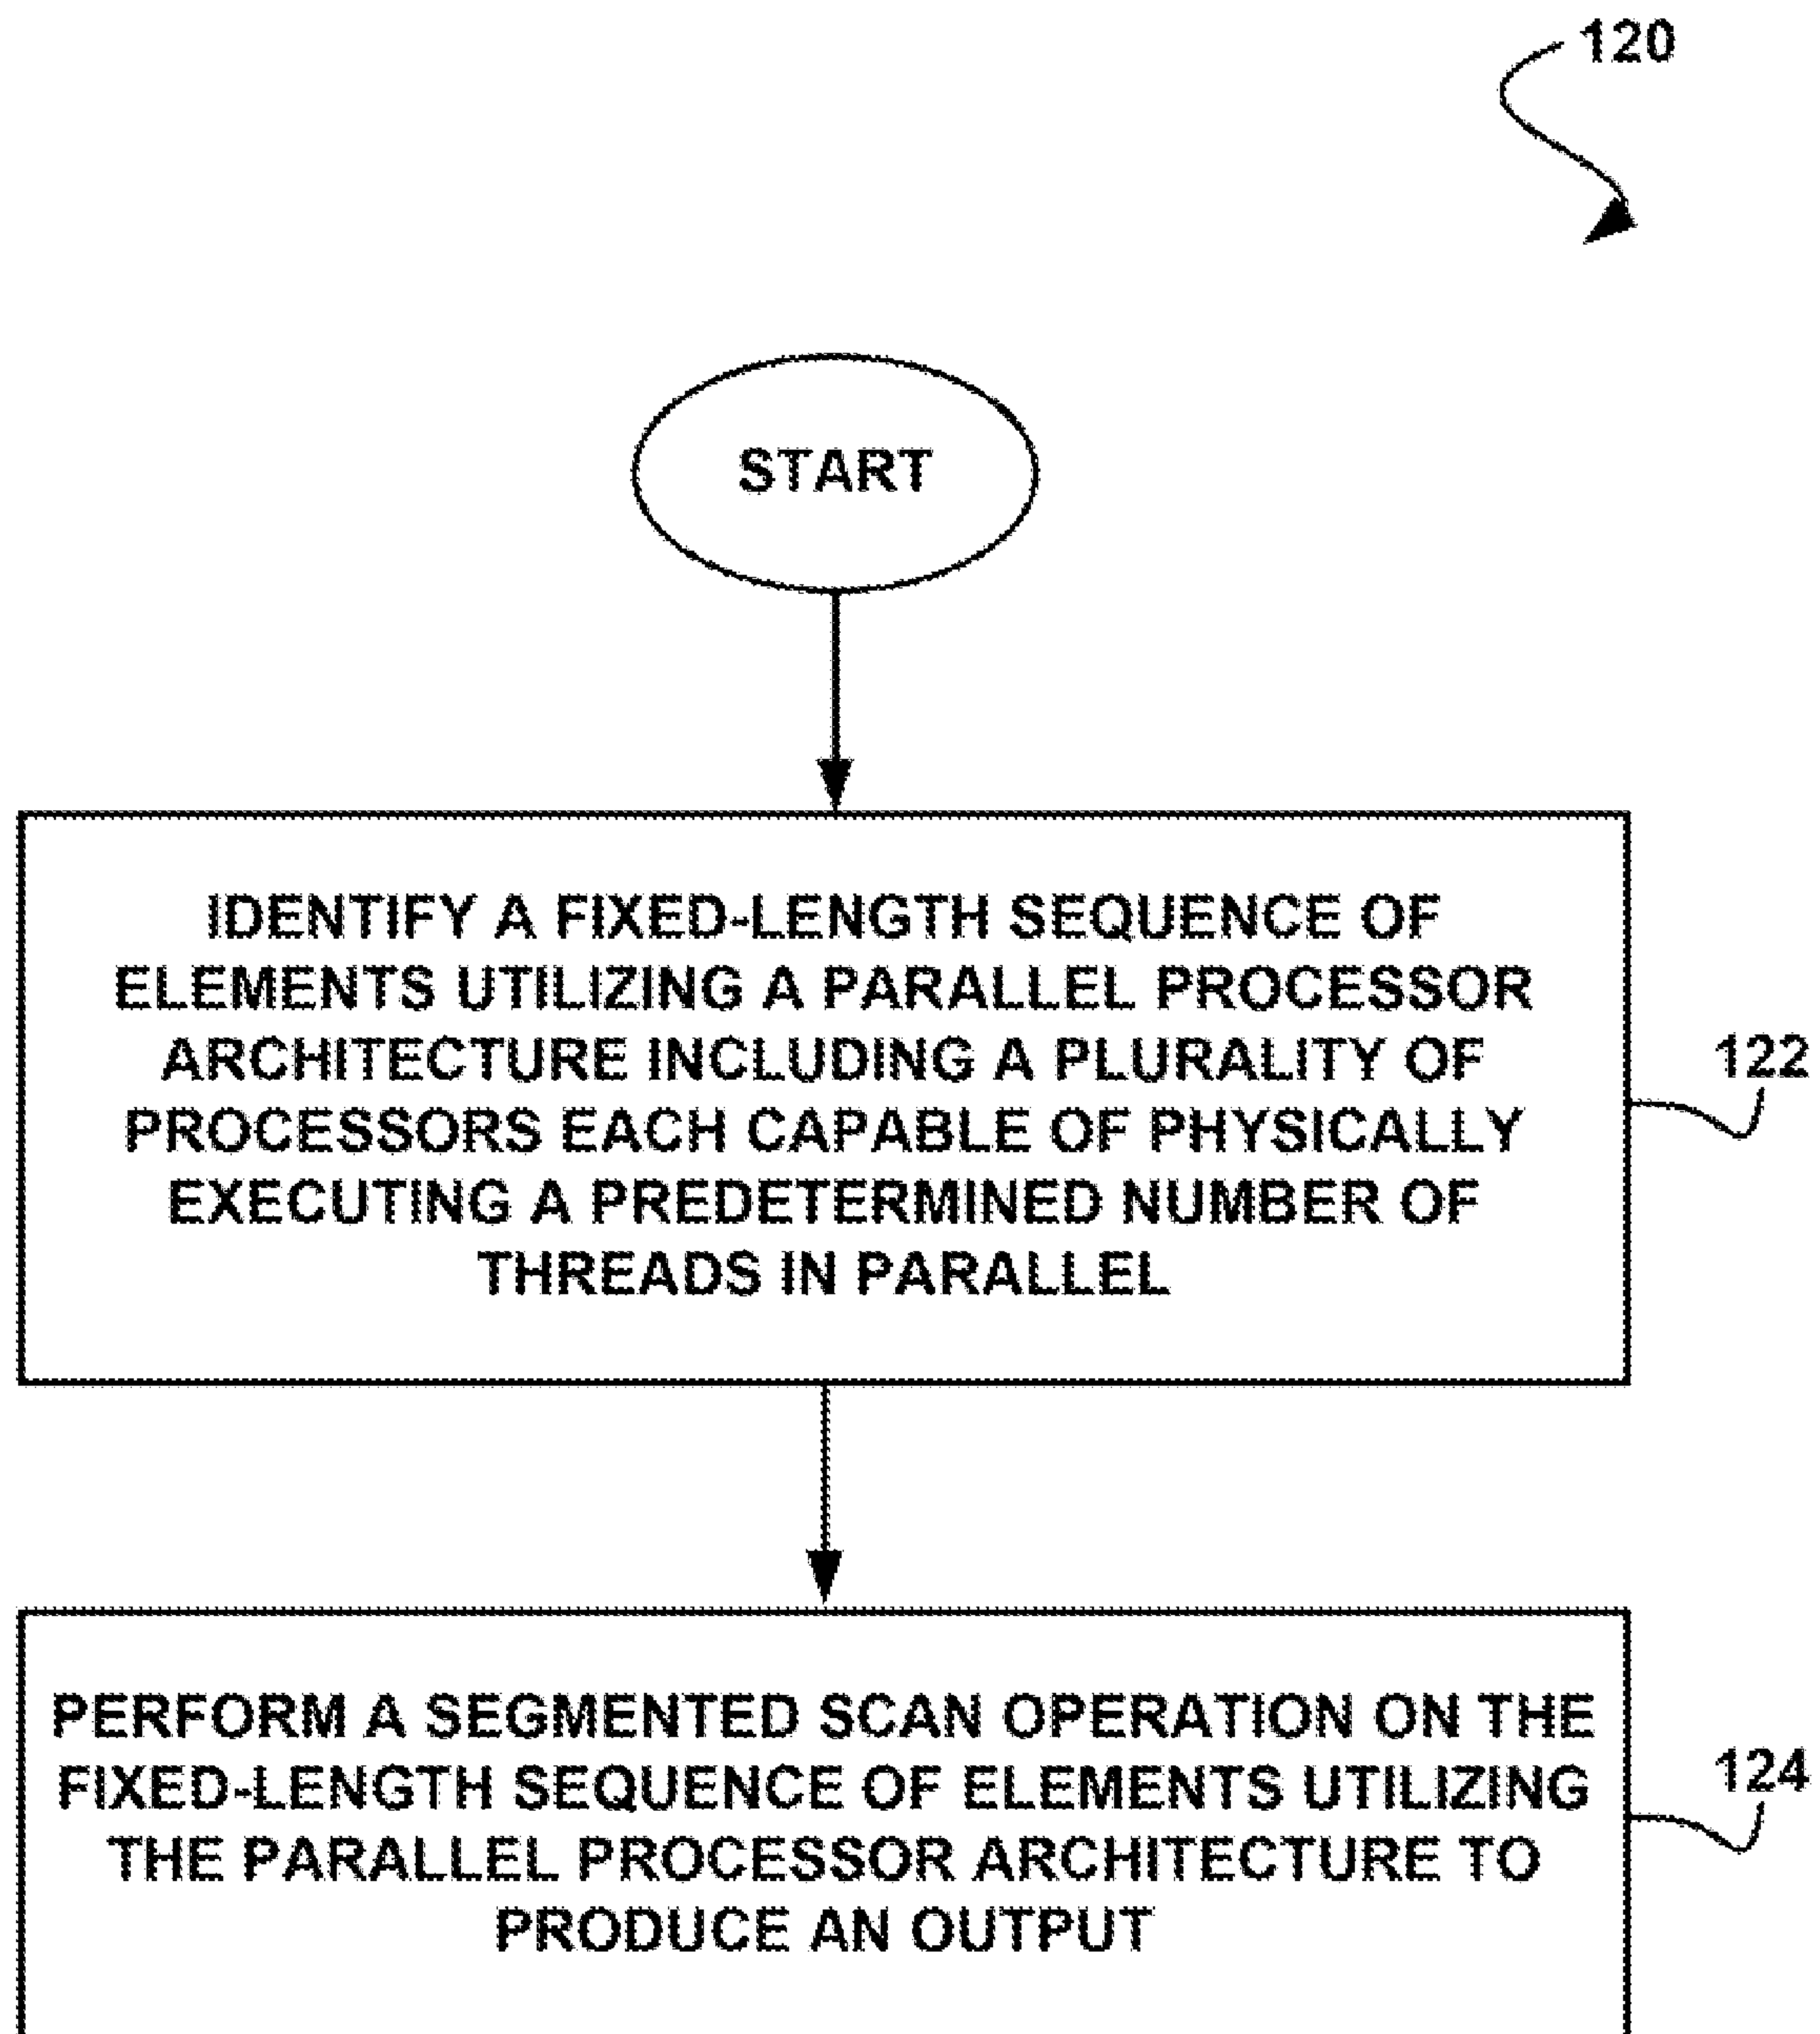 120
START
IDENTIFY A FIXED-LENGTH SEQUENCE OF
ELEMENTS UTILIZING A PARALLEL PROCESSOR
ARCHITECTURE INCLUDING A PLURALITY OF
PROCESSORS EACH CAPABLE OF PHYSICALLY
EXECUTING A PREDETERMINED NUMBER OF
THREADS IN PARALLEL
122
PERFORM A SEGMENTED SCAN OPERATION ON THE
FIXED-LENGTH SEQUENCE OF ELEMENTS UTILIZING
THE PARALLEL PROCESSOR ARCHITECTURE TO
PRODUCE AN OUTPUT
124